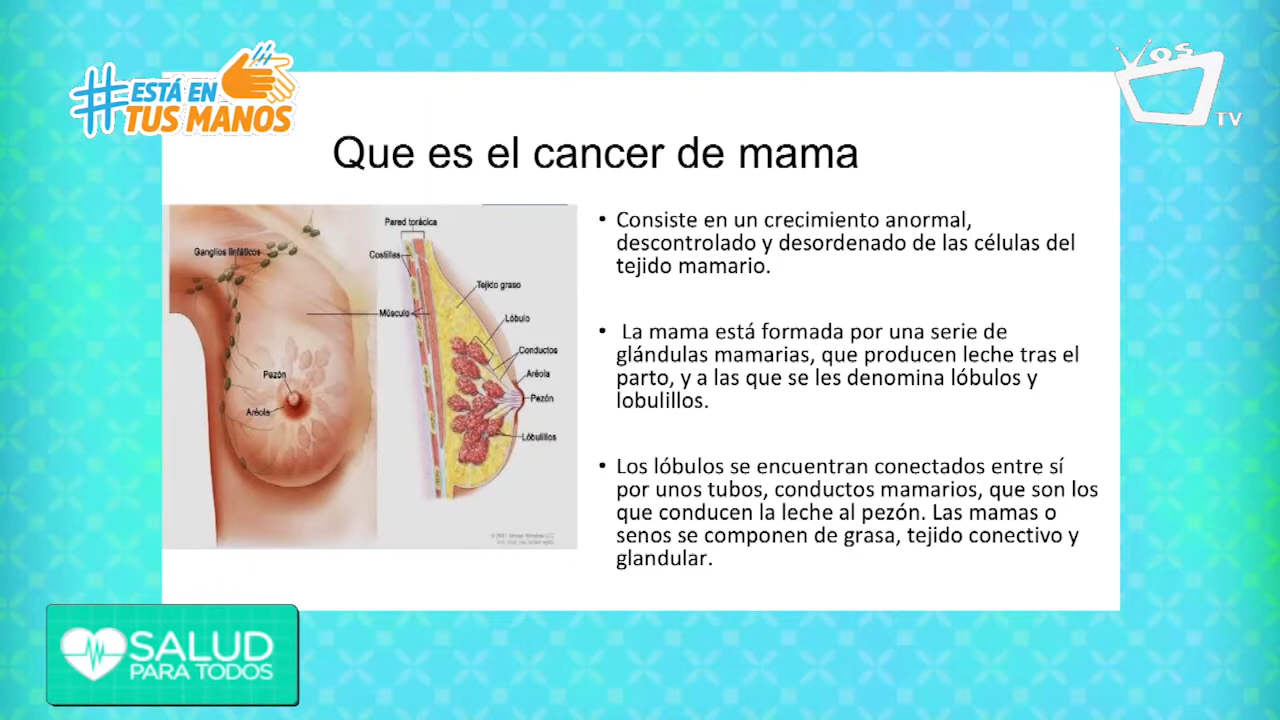 #ESTÁ EN
TUS MANOS
VOS
TV
Que es el cancer de mama
Pared torácica
Ganglios linfáticos
Costillas
Tejido graso
Músculo
Lóbulo
Conductos
Pezón
Aréola
Aréola
Pezón
Lóbulillos
• Consiste en un crecimiento anormal,
descontrolado y desordenado de las células del
tejido mamario.
• La mama está formada por una serie de
glándulas mamarias, que producen leche tras el
parto, y a las que se les denomina lóbulos y
lobulillos.
• Los lóbulos se encuentran conectados entre sí
por unos tubos, conductos mamarios, que son los
que conducen la leche al pezón. Las mamas o
senos se componen de grasa, tejido conectivo y
glandular.
SALUD
PARA TODOS